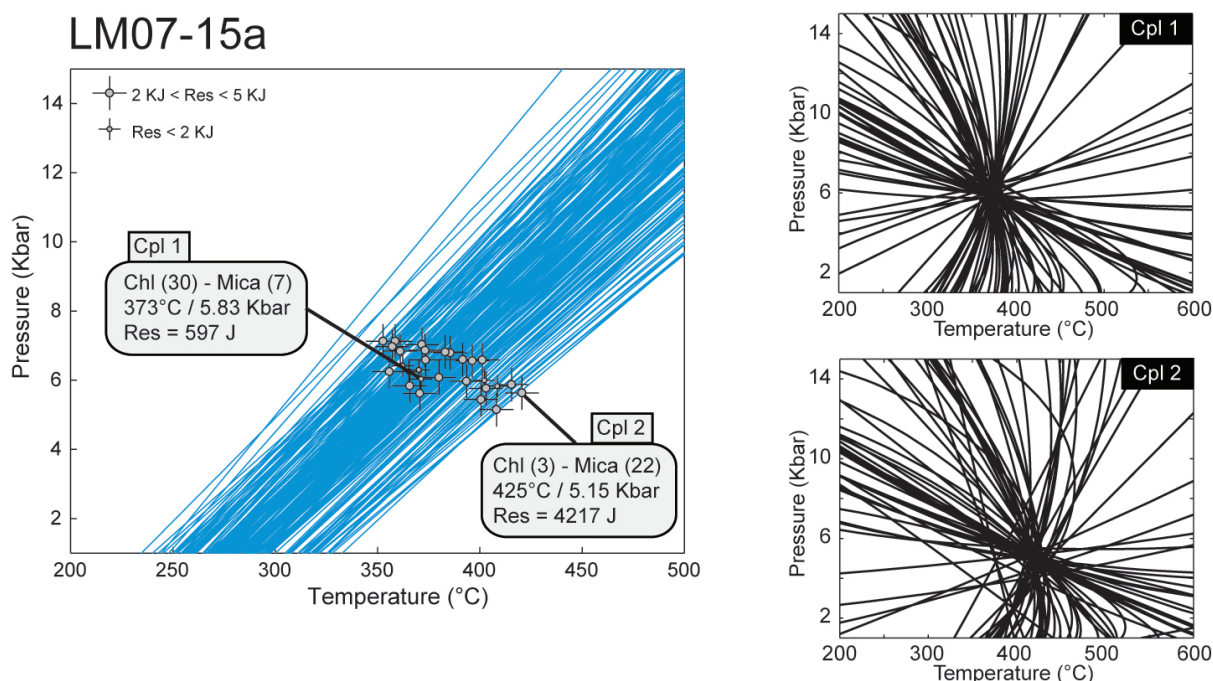 LM07-15a
2 KJ < Res < 5 KJ
Res < 2 KJ
Cpl 1
Chl (30) - Mica (7)
373°C / 5.83 Kbar
Res = 597 J
Cpl 2
Chl (3) - Mica (22)
425°C / 5.15 Kbar
Res = 4217 J
Pressure (Kbar)
14
12
10
8
6
4
2
200 250 300 350 400 450 500
Temperature (°C)
Cpl 1
Pressure (Kbar)
14
10
6
2
200 300 400 500 600
Temperature (°C)
Cpl 2
Pressure (Kbar)
14
10
6
2
200 300 400 500 600
Temperature (°C)